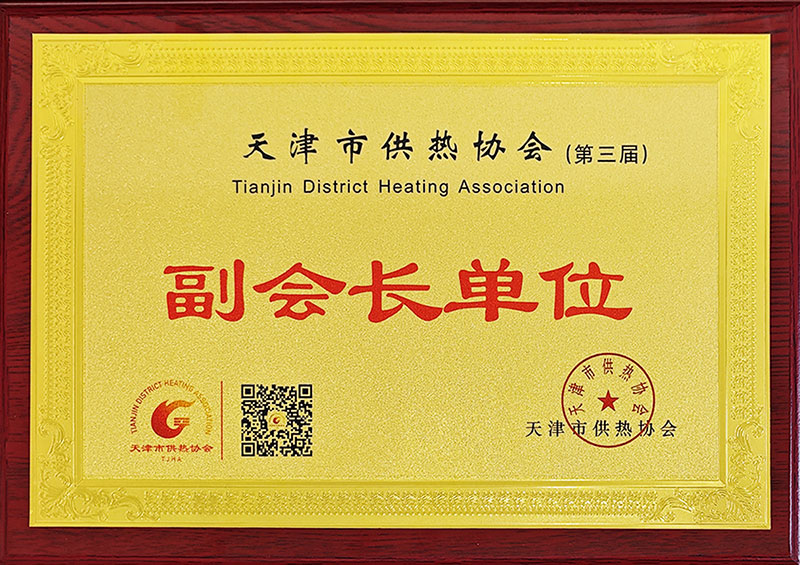 天津市供热协会(第三届)
Tianjin District Heating Association
副会长单位
TIANJIN DISTRICT HEATING ASSOCIATION
天津市供热协会
TJHA
天津市供热协会
天津市供热协会